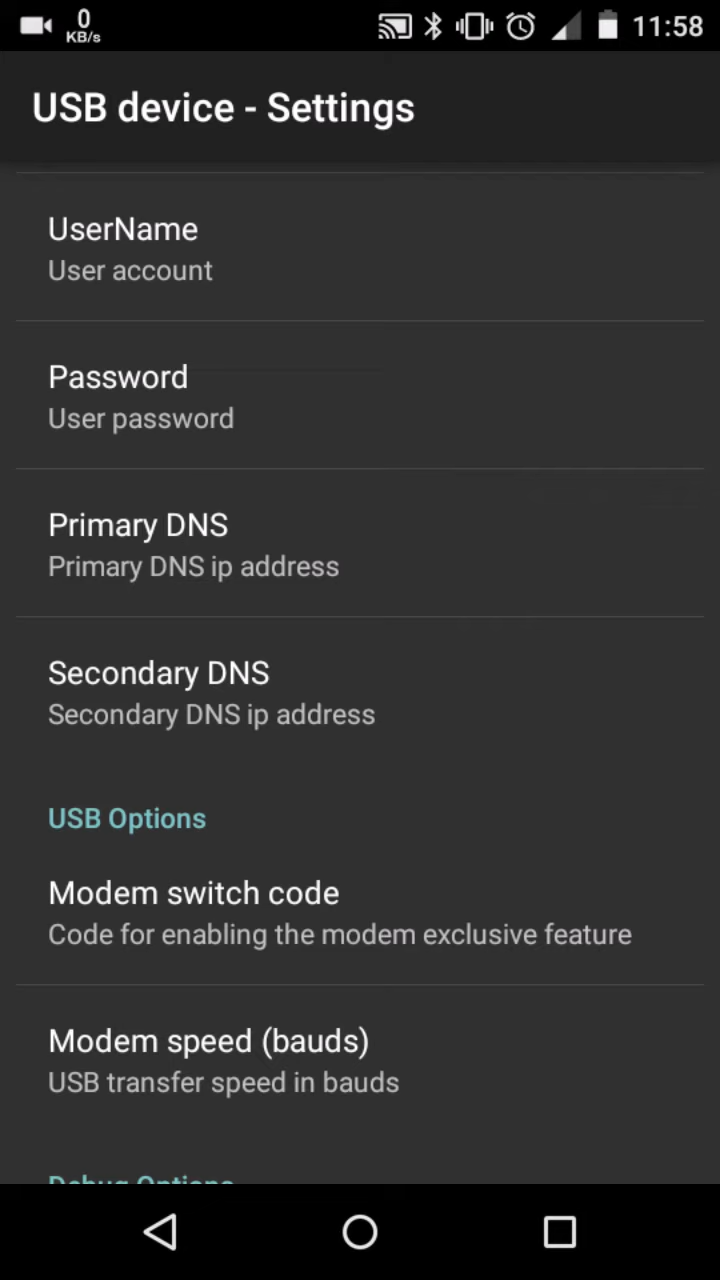 0
KB/s
11:58
USB device - Settings
UserName
User account
Password
User password
Primary DNS
Primary DNS ip address
Secondary DNS
Secondary DNS ip address
USB Options
Modem switch code
Code for enabling the modem exclusive feature
Modem speed (bauds)
USB transfer speed in bauds
Debug Options